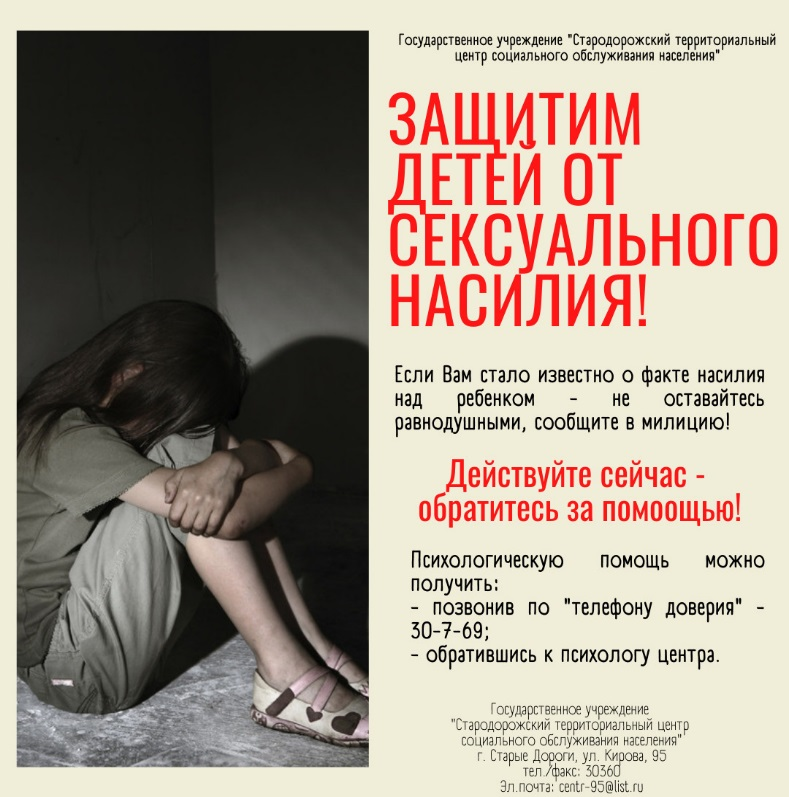 Государственное учреждение "Стародорожский территориальный
центр социального обслуживания населения"
ЗАЩИТИМ
ДЕТЕЙ ОТ
СЕКСУАЛЬНОГО
НАСИЛИЯ!
Если Вам стало известно о факте насилия
над ребенком - не оставайтесь
равнодушными, сообщите в милицию!
Действуйте сейчас -
обратитесь за помоощью!
Психологическую помощь можно
получить:
- позвонив по "телефону доверия" -
30-7-69;
- обратившись к психологу центра.
Государственное учреждение
"Стародорожский территориальный центр
социального обслуживания населения"
г. Старые Дороги, ул. Кирова, 95
тел./факс: 30360
Эл.почта: centr-95@list.ru